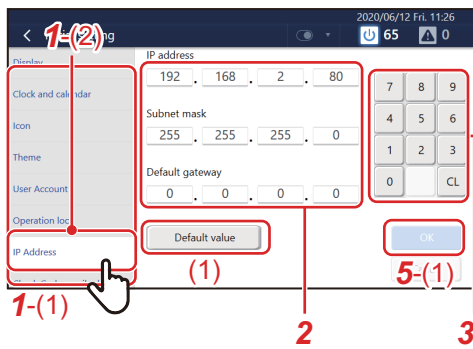 2020/06/12 Fri. 11:26
1-(2)
65
0
IP address
Display
192 . 168 . 2 . 80
7 8 9
Clock and calendar
Subnet mask
4 5 6
Icon
255 . 255 . 255 . 0
Theme
1 2 3
Default gateway
User Account
0 . 0 . 0 . 0
0 CL
Operation lock
Default value
OK
IP Address
(1)
5-(1)
1-(1)
2
3